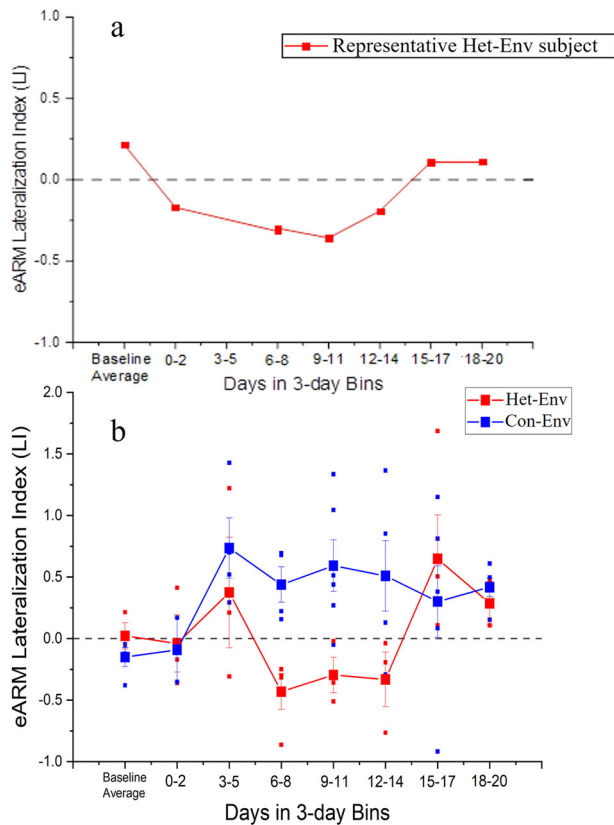 a
Representative Het-Env subject
eARM Lateralization Index (LI)
1.0
0.5
0.0
-0.5
-1.0
Baseline Average
0-2
3-5
6-8
9-11
12-14
15-17
18-20
Days in 3-day Bins
b
Het-Env
Con-Env
eARM Lateralization Index (LI)
2.0
1.5
1.0
0.5
0.0
-0.5
-1.0
Baseline Average
0-2
3-5
6-8
9-11
12-14
15-17
18-20
Days in 3-day Bins